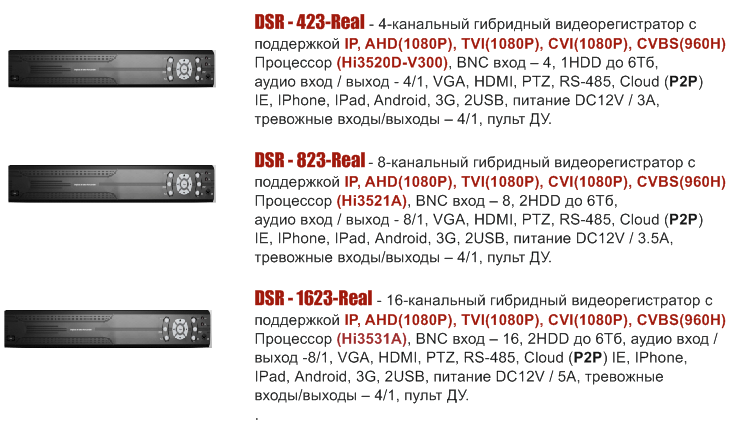 DSR - 423-Real - 4-канальный гибридный видеорегистратор с
поддержкой IP, AHD(1080P), TVI(1080P), CVI(1080P), CVBS(960H)
Процессор (Hi3520D-V300), BNC вход – 4, 1HDD до 6Тб,
аудио вход / выход - 4/1, VGA, HDMI, PTZ, RS-485, Cloud (P2P)
IE, IPhone, IPad, Android, 3G, 2USB, питание DC12V / 3A,
тревожные входы/выходы – 4/1, пульт ДУ.
DSR - 823-Real - 8-канальный гибридный видеорегистратор с
поддержкой IP, AHD(1080P), TVI(1080P), CVI(1080P), CVBS(960H)
Процессор (Hi3521A), BNC вход – 8, 2HDD до 6Тб,
аудио вход / выход - 8/1, VGA, HDMI, PTZ, RS-485, Cloud (P2P)
IE, IPhone, IPad, Android, 3G, 2USB, питание DC12V / 3.5A,
тревожные входы/выходы – 4/1, пульт ДУ.
DSR - 1623-Real - 16-канальный гибридный видеорегистратор с
поддержкой IP, AHD(1080P), TVI(1080P), CVI(1080P), CVBS(960H)
Процессор (Hi3531A), BNC вход – 16, 2HDD до 6Тб, аудио вход /
выход -8/1, VGA, HDMI, PTZ, RS-485, Cloud (P2P) IE, IPhone,
IPad, Android, 3G, 2USB, питание DC12V / 5A, тревожные
входы/выходы – 4/1, пульт ДУ.
.